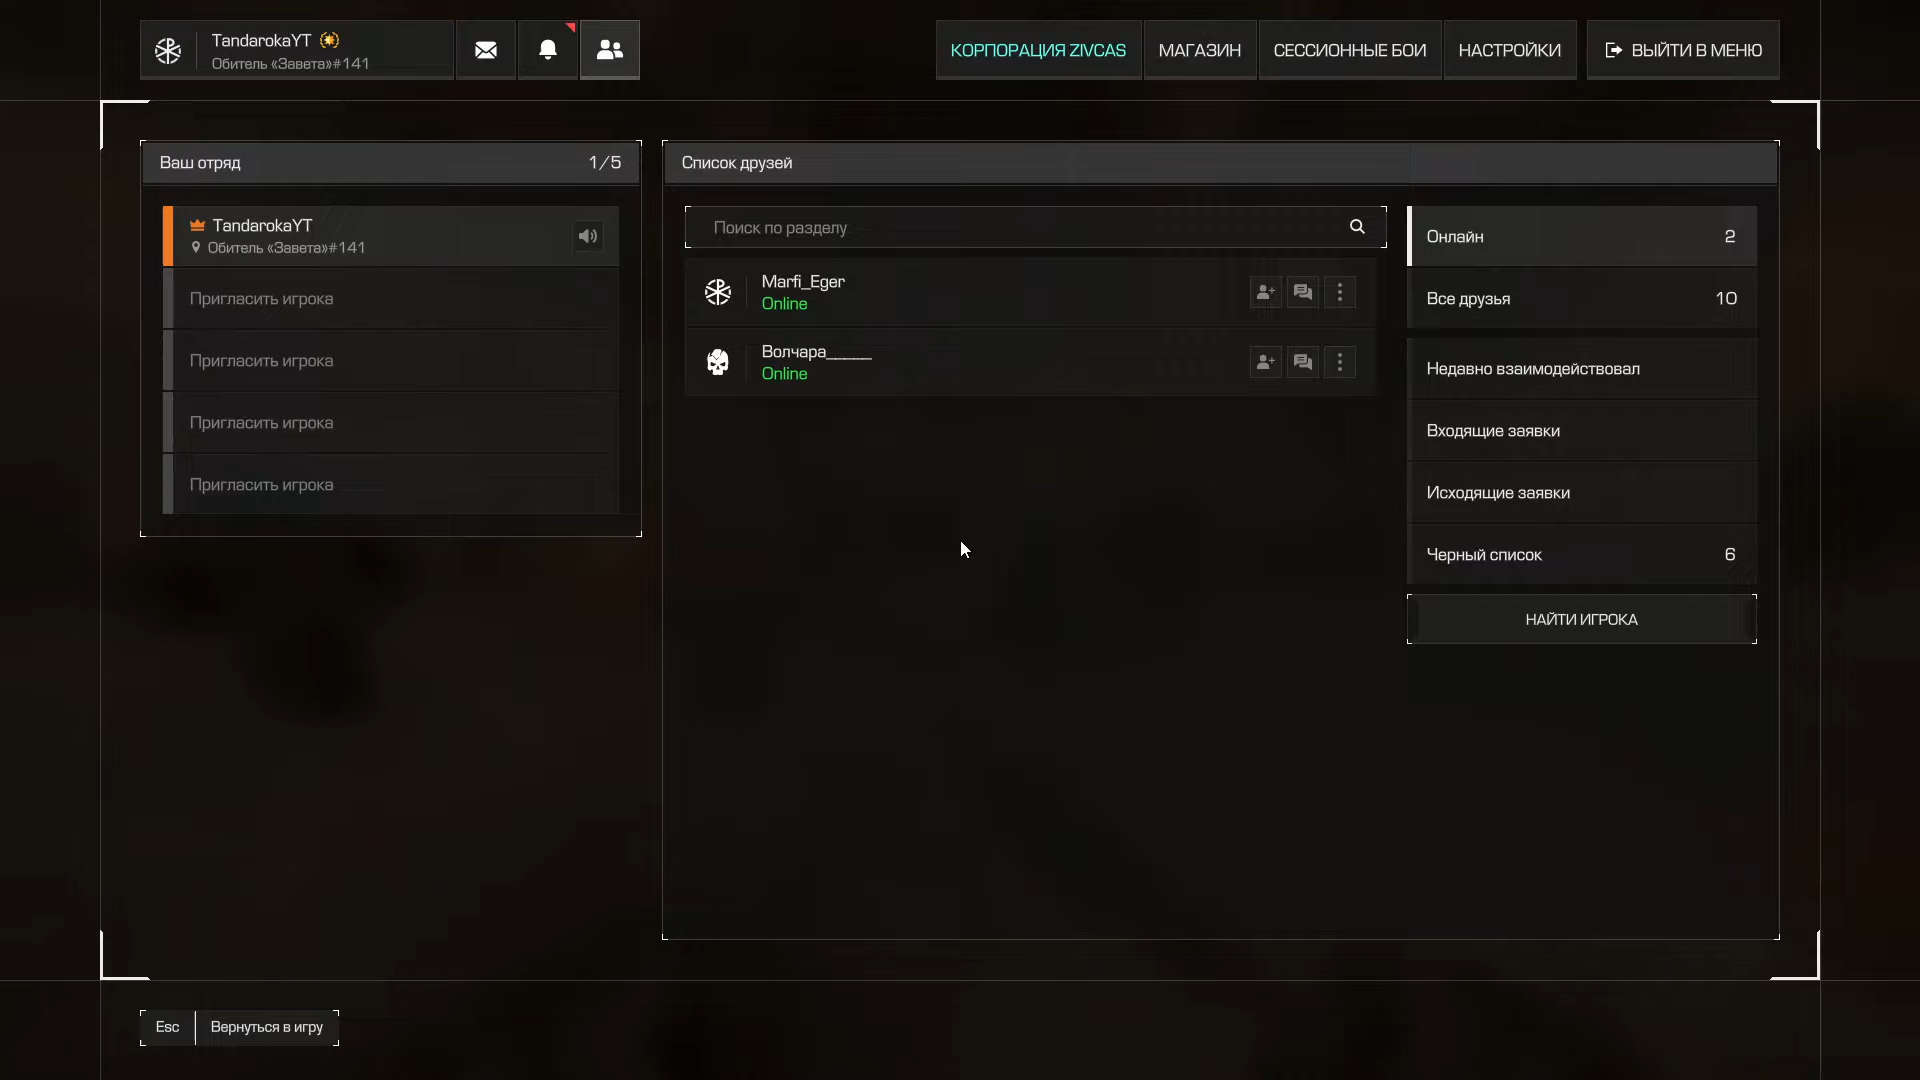 TandarokaYT
Обитель «Завета»#141
КОРПОРАЦИЯ ZIVCAS
МАГАЗИН
СЕССИОННЫЕ БОИ
НАСТРОЙКИ
ВЫЙТИ В МЕНЮ
Ваш отряд
1/5
TandarokaYT
Обитель «Завета»#141
Пригласить игрока
Пригласить игрока
Пригласить игрока
Пригласить игрока
Список друзей
Поиск по разделу
Marfi_Eger
Online
Волчара_____
Online
Онлайн
2
Все друзья
10
Недавно взаимодействовал
Входящие заявки
Исходящие заявки
Черный список
6
НАЙТИ ИГРОКА
Esc
Вернуться в игру